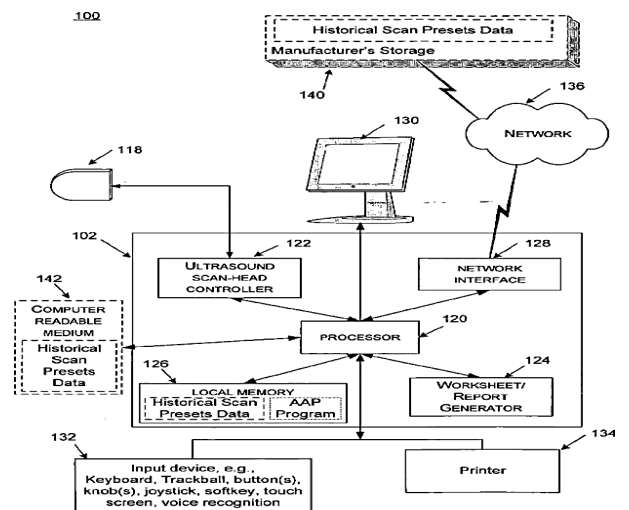 100
Historical Scan Presets Data
Manufacturer's Storage
140
136
NETWORK
130
118
102
122
ULTRASOUND
SCAN-HEAD
CONTROLLER
128
NETWORK
INTERFACE
142
COMPUTER
READABLE
MEDIUM
Historical
Scan
Presets
Data
PROCESSOR
120
126
LOCAL MEMORY
Historical Scan
Presets Data
AAP
Program
124
WORKSHEET/
REPORT
GENERATOR
132
Input device, e.g.,
Keyboard, Trackball, button(s),
knob(s), joystick, softkey, touch
screen, voice recognition
134
Printer